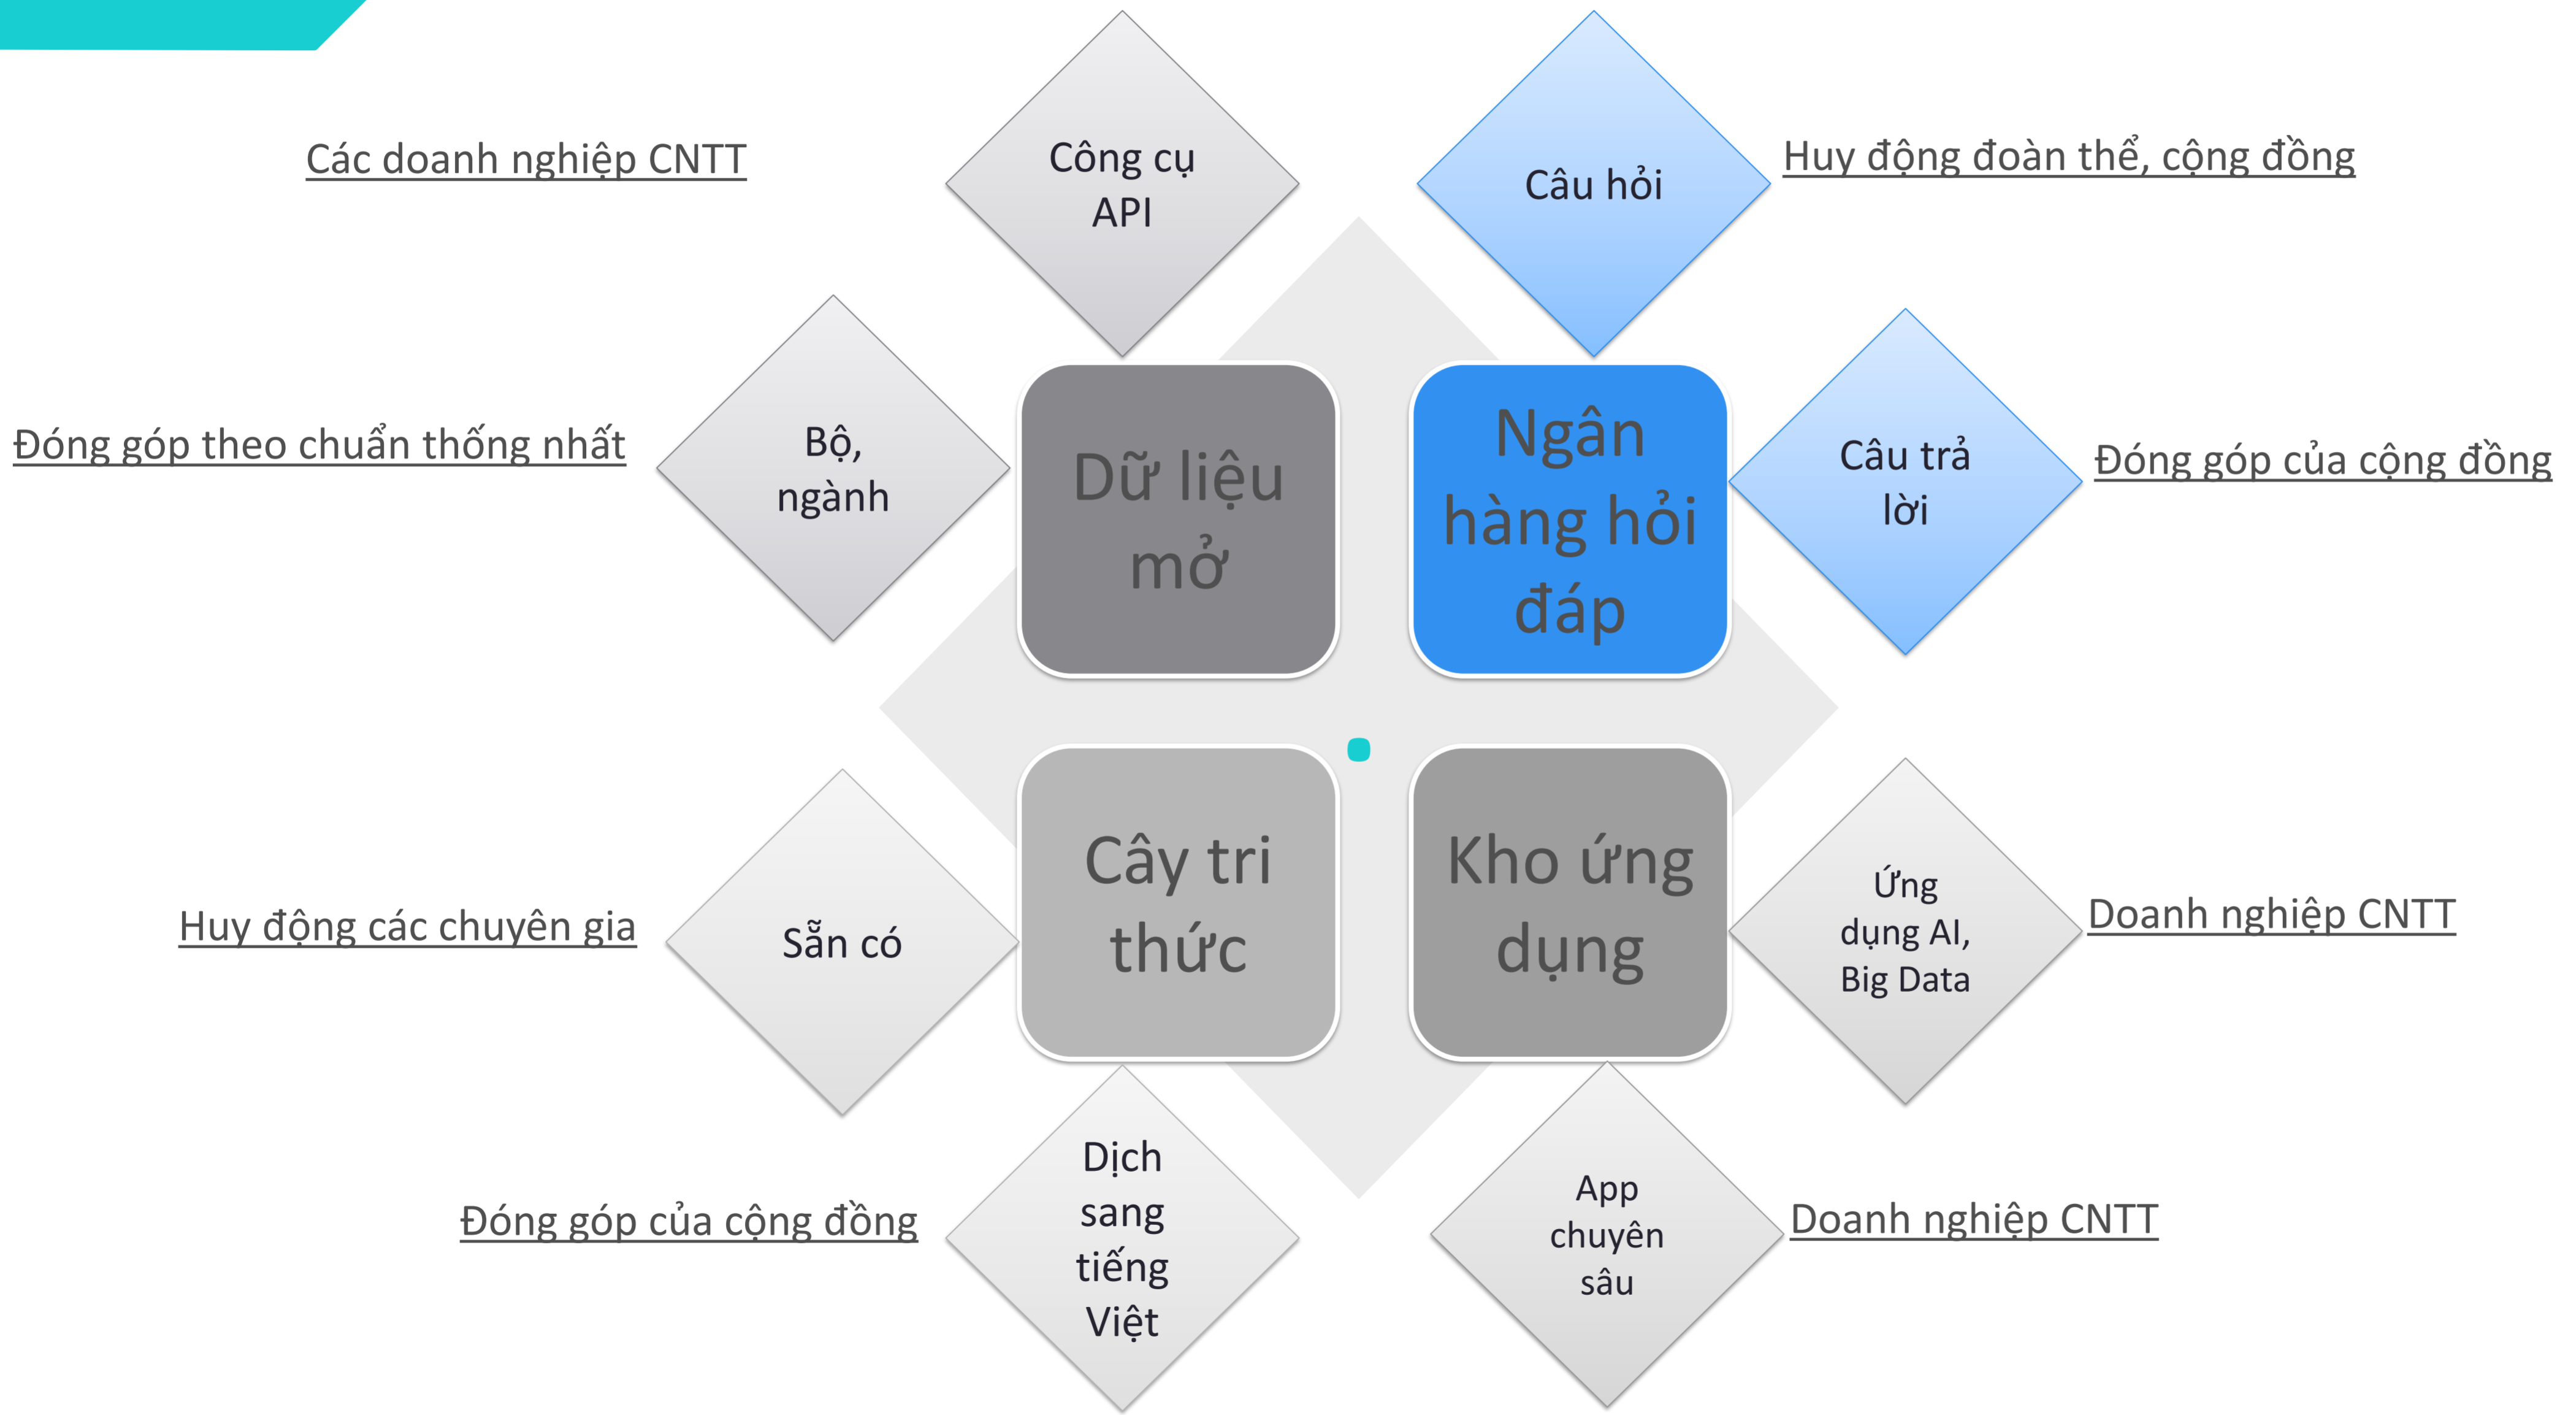 Các doanh nghiệp CNTT
Công cụ
API
Câu hỏi
Huy động đoàn thể, cộng đồng
Đóng góp theo chuẩn thống nhất
Bộ,
ngành
Dữ liệu
mở
Ngân
hàng hỏi
đáp
Câu trả
lời
Đóng góp của cộng đồng
Huy động các chuyên gia
Sẵn có
Cây tri
thức
Kho ứng
dụng
Ứng
dụng AI,
Big Data
Doanh nghiệp CNTT
Đóng góp của cộng đồng
Dịch
sang
tiếng
Việt
App
chuyên
sâu
Doanh nghiệp CNTT